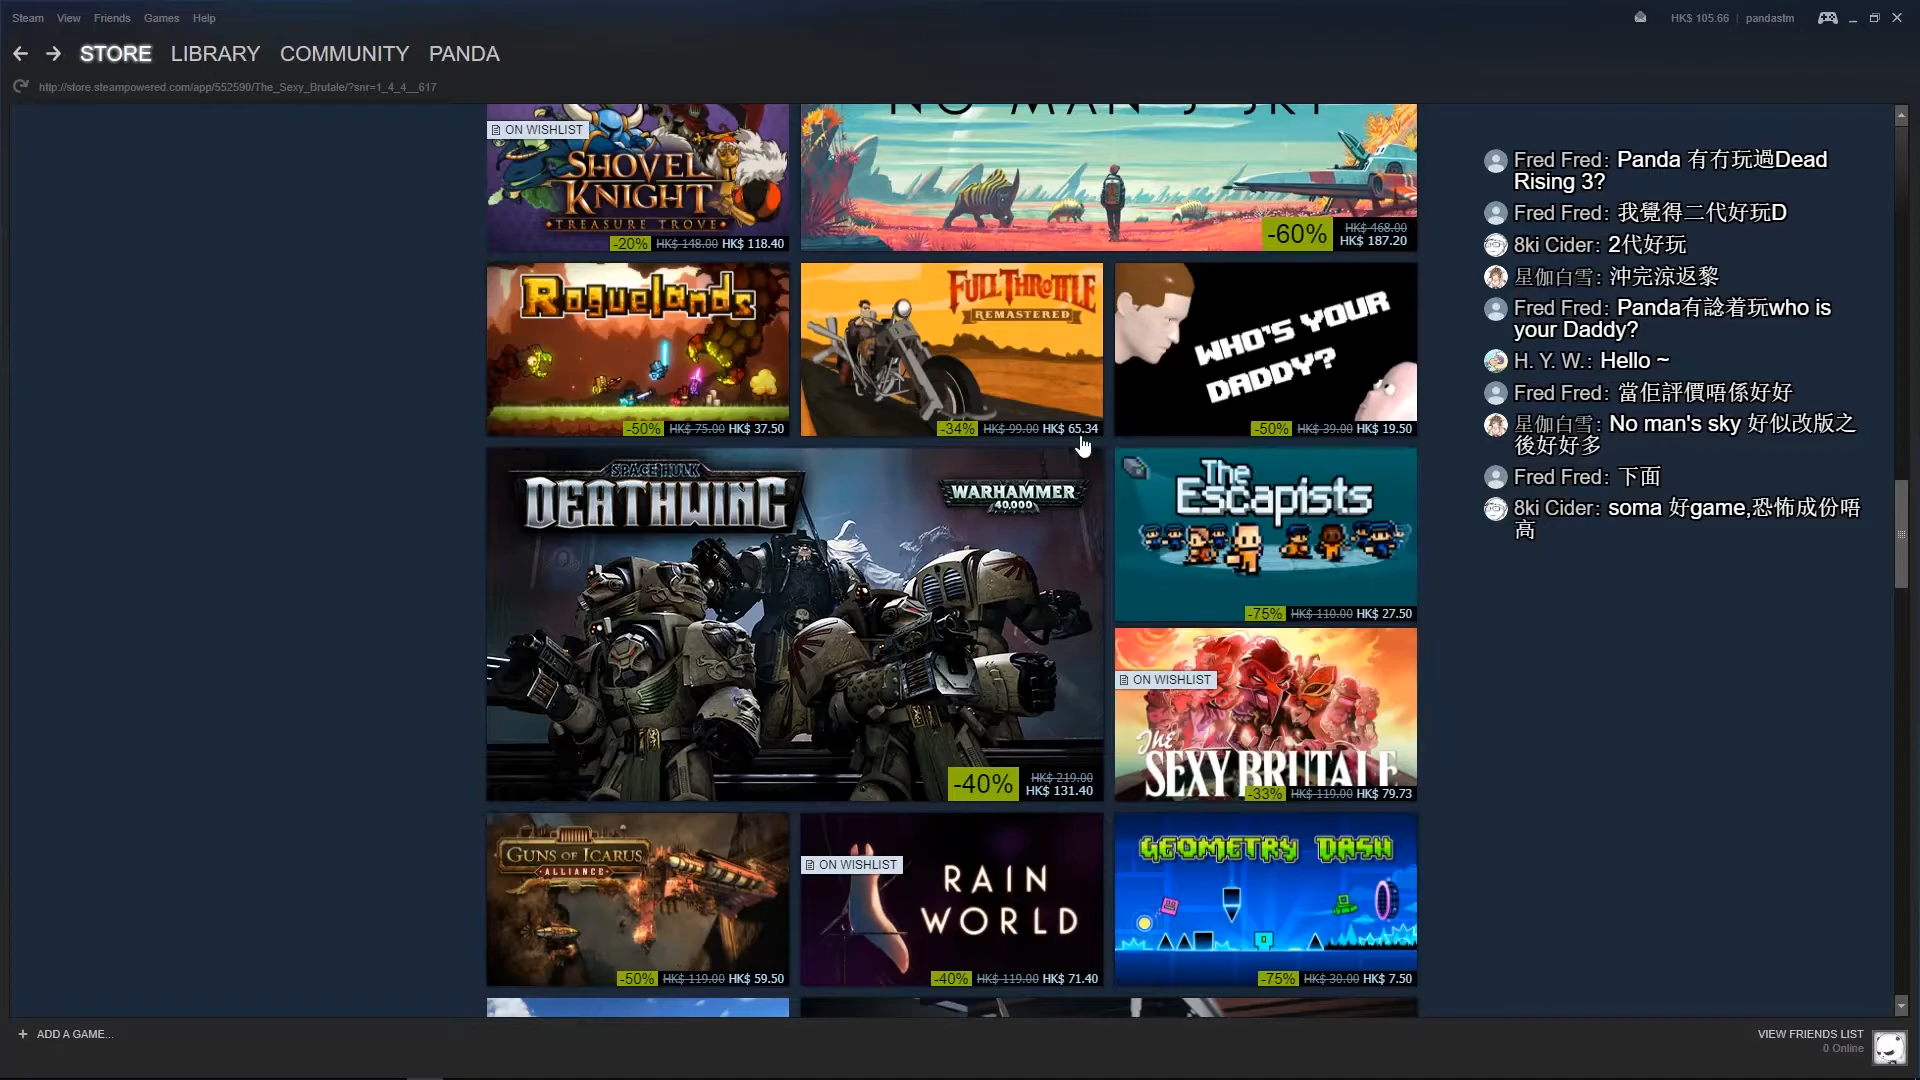 Steam View Friends Games Help
HK$ 105.66 | pandastm
STORE LIBRARY COMMUNITY PANDA
http://store.steampowered.com/app/552590/The_Sexy_Brutale/?snr=1_4_4__617
ON WISHLIST
SHOVEL
KNIGHT
TREASURE TROVE
-20% HK$ 148.00 HK$ 118.40
NO MAN'S SKY
-60% HK$ 468.00
HK$ 187.20
Roguelands
-50% HK$ 75.00 HK$ 37.50
FULL THROTTLE
REMASTERED
-34% HK$ 99.00 HK$ 65.34
WHO'S YOUR
DADDY?
-50% HK$ 39.00 HK$ 19.50
SPACE HULK
DEATHWING
WARHAMMER
40,000
-40% HK$ 219.00
HK$ 131.40
The
Escapists
-75% HK$ 110.00 HK$ 27.50
ON WISHLIST
The
SEXY BRUTALE
-33% HK$ 119.00 HK$ 79.73
GUNS OF ICARUS
ALLIANCE
-50% HK$ 119.00 HK$ 59.50
ON WISHLIST
RAIN
WORLD
-40% HK$ 119.00 HK$ 71.40
GEOMETRY DASH
-75% HK$ 30.00 HK$ 7.50
Fred Fred: Panda 有冇玩過Dead
Rising 3?
Fred Fred: 我覺得二代好玩D
8ki Cider: 2代好玩
星伽白雪: 沖完涼返黎
Fred Fred: Panda有諗着玩who is
your Daddy?
H. Y. W.: Hello ~
Fred Fred: 當佢評價唔係好好
星伽白雪: No man's sky 好似改版之
後好好多
Fred Fred: 下面
8ki Cider: soma 好game,恐怖成份唔
高
+ ADD A GAME...
VIEW FRIENDS LIST
0 Online